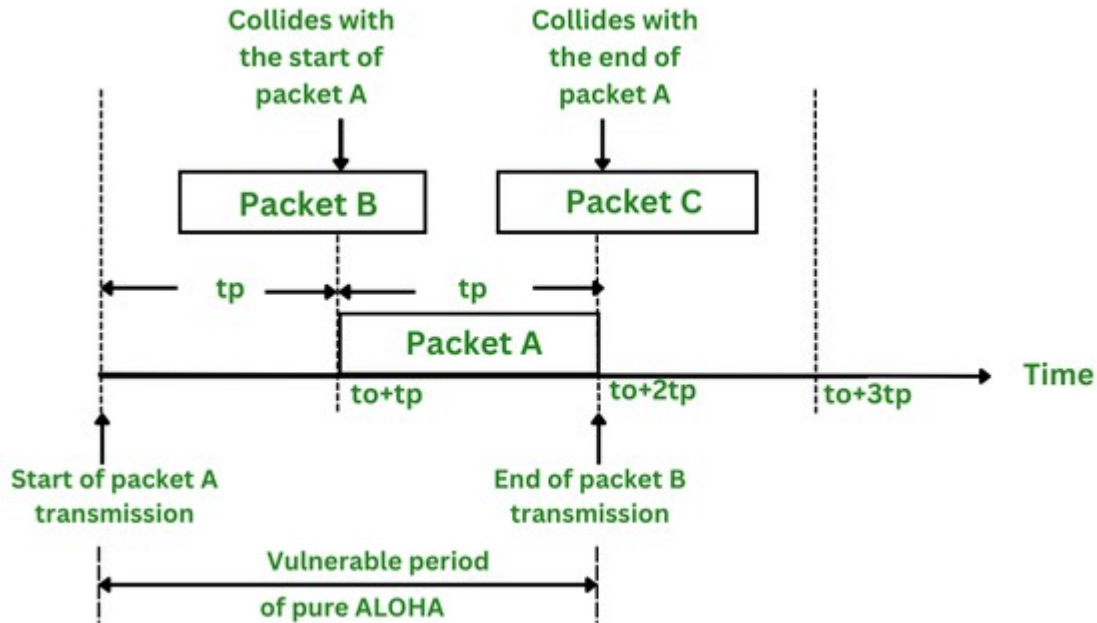 Collides with
the start of
packet A
Collides with
the end of
packet A
Packet B
Packet C
tp
tp
Packet A
Time
to+tp
to+2tp
to+3tp
Start of packet A
transmission
End of packet B
transmission
Vulnerable period
of pure ALOHA